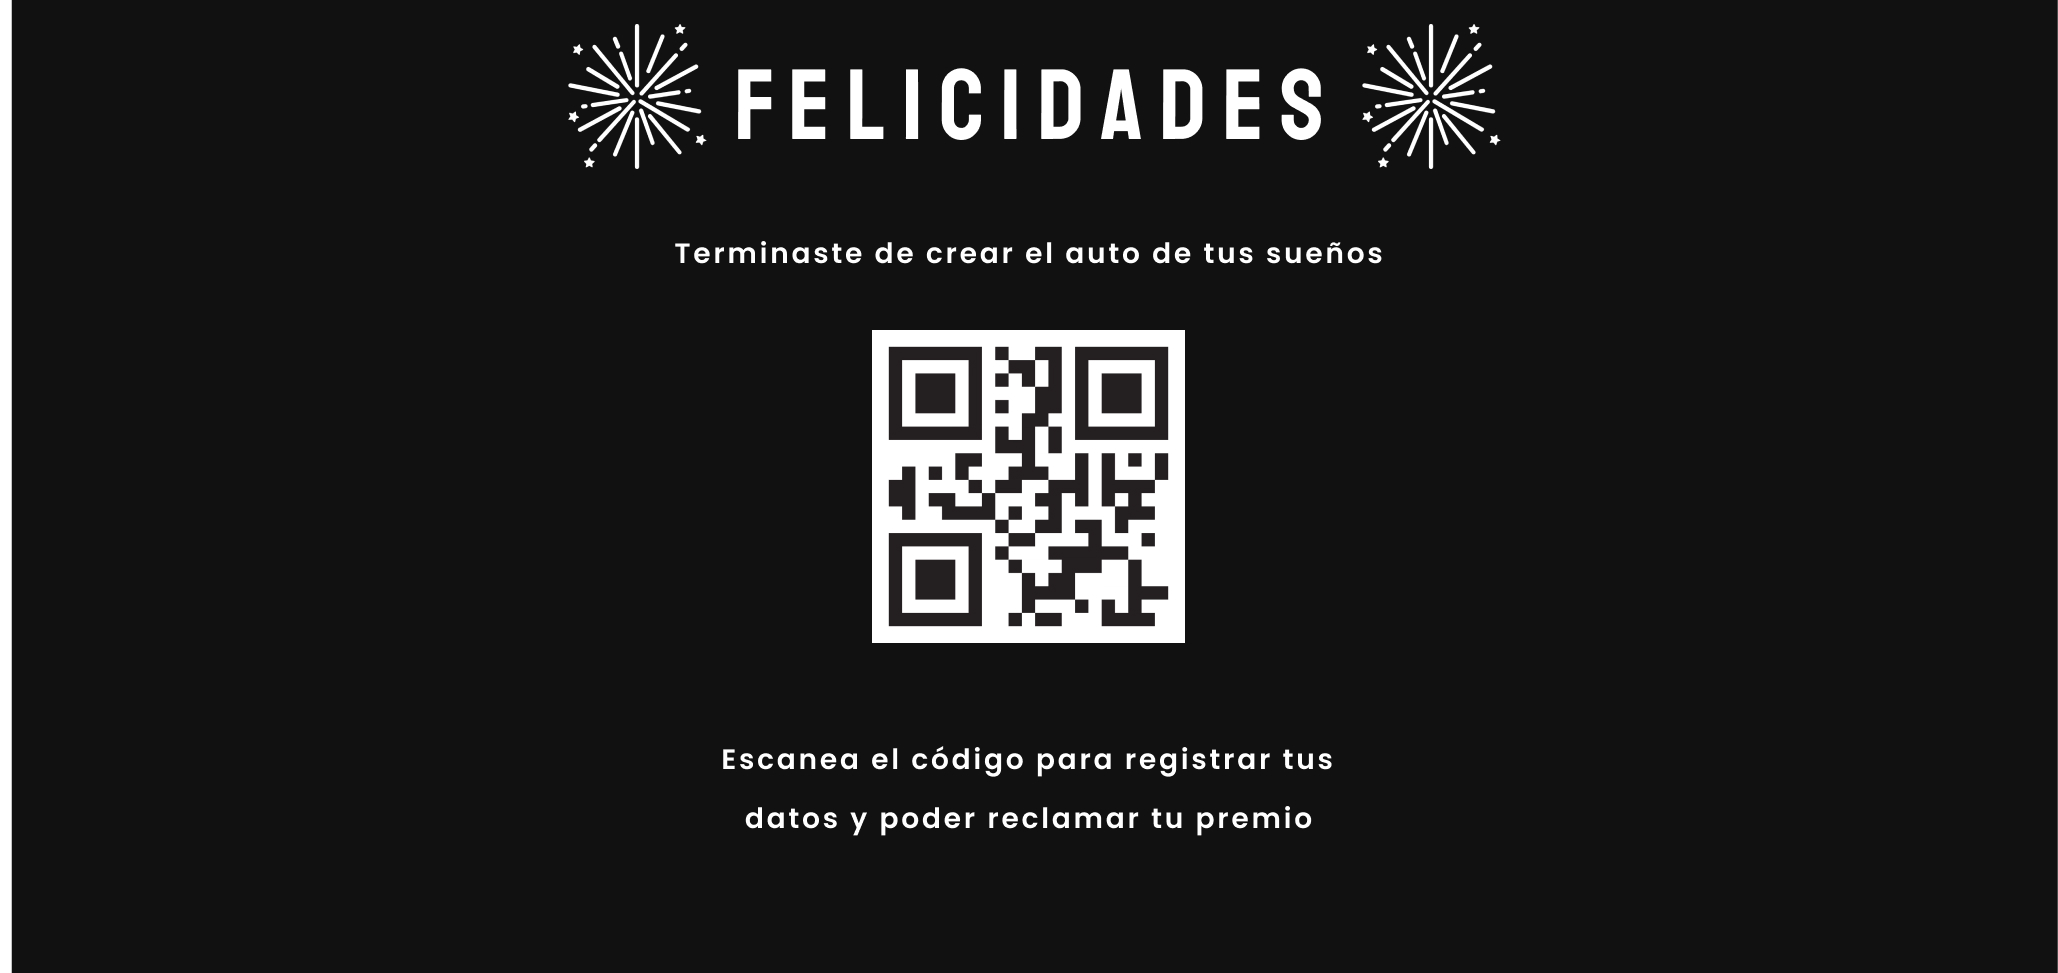 FELICIDADES
Terminaste de crear el auto de tus sueños
Escanea el código para registrar tus
datos y poder reclamar tu premio